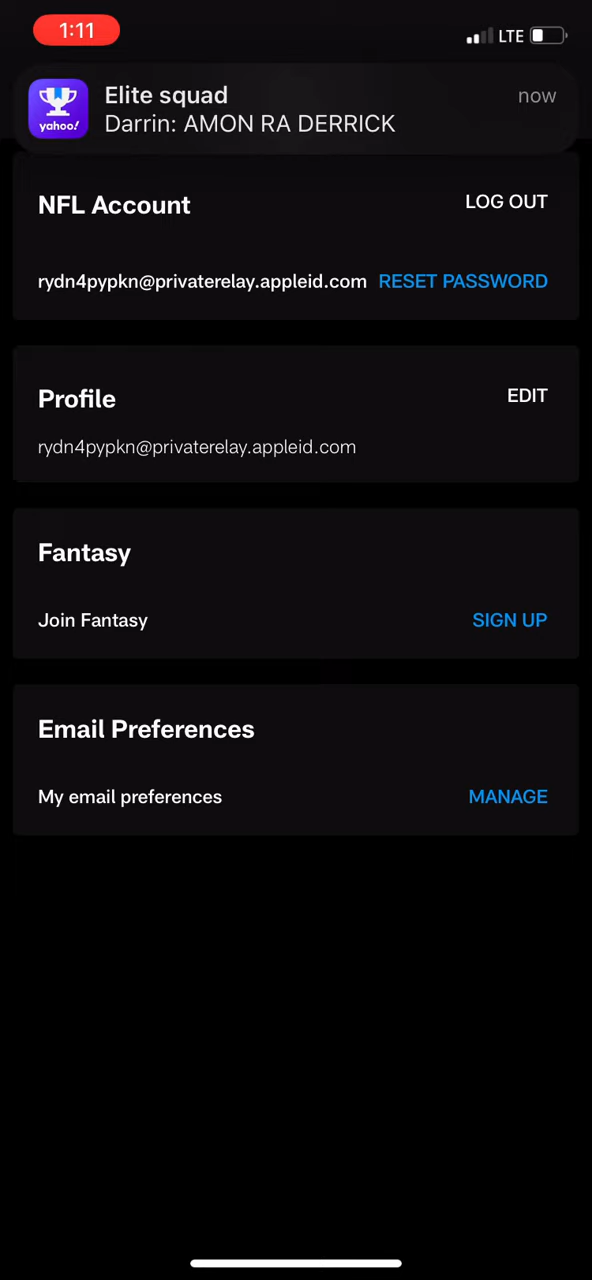 1:11
LTE
Elite squad
now
yahoo!
Darrin: AMON RA DERRICK
NFL Account
LOG OUT
rydn4pypkn@privaterelay.appleid.com RESET PASSWORD
Profile
EDIT
rydn4pypkn@privaterelay.appleid.com
Fantasy
Join Fantasy
SIGN UP
Email Preferences
My email preferences
MANAGE